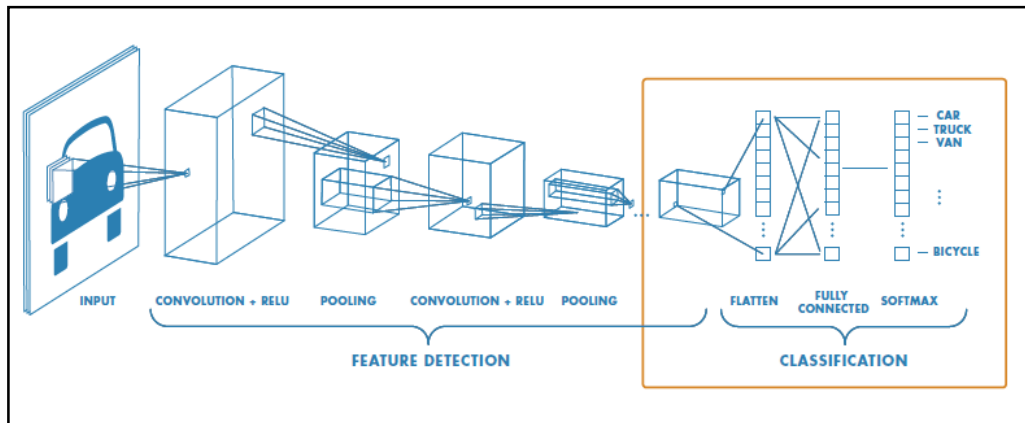 CAR
TRUCK
VAN
BICYCLE
INPUT
CONVOLUTION + RELU
POOLING
CONVOLUTION + RELU
POOLING
FLATTEN
FULLY
CONNECTED
SOFTMAX
FEATURE DETECTION
CLASSIFICATION